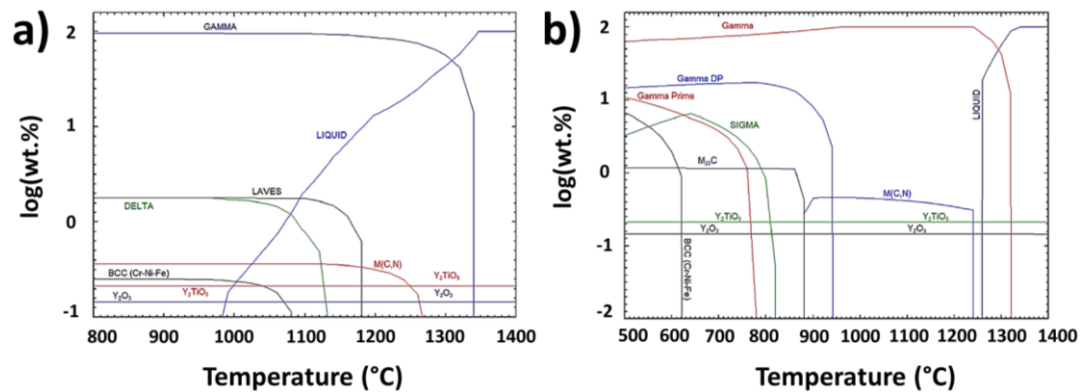 a)
log(wt.%)
2
1
0
-1
GAMMA
LIQUID
LAVES
DELTA
M(C,N)
BCC (Cr-Ni-Fe)
Y₂TiO₅
Y₂TiO₅
Y₂O₃
Y₂O₃
800 900 1000 1100 1200 1300 1400
Temperature (°C)
b)
log(wt.%)
2
1
0
-1
-2
Gamma
Gamma DP
Gamma Prime
SIGMA
LIQUID
M₂₃C
M(C,N)
Y₂TiO₅
Y₂TiO₅
Y₂O₃
Y₂O₃
BCC (Cr-Ni-Fe)
500 600 700 800 900 1000 1100 1200 1300 1400
Temperature (°C)